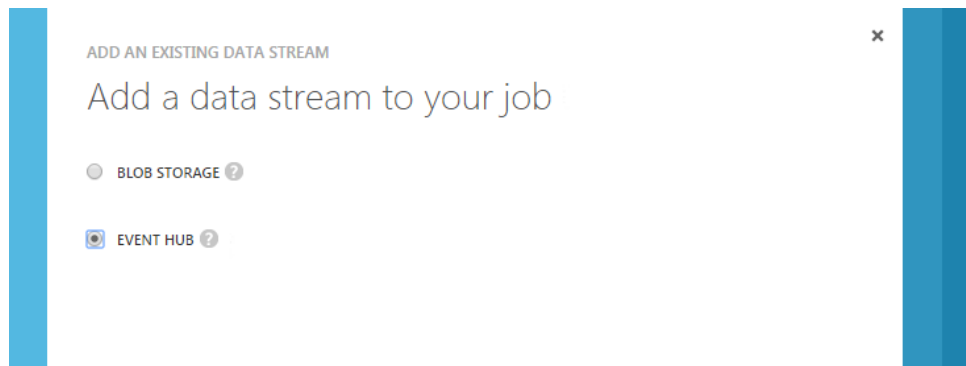 ADD AN EXISTING DATA STREAM
Add a data stream to your job
BLOB STORAGE ?
EVENT HUB ?